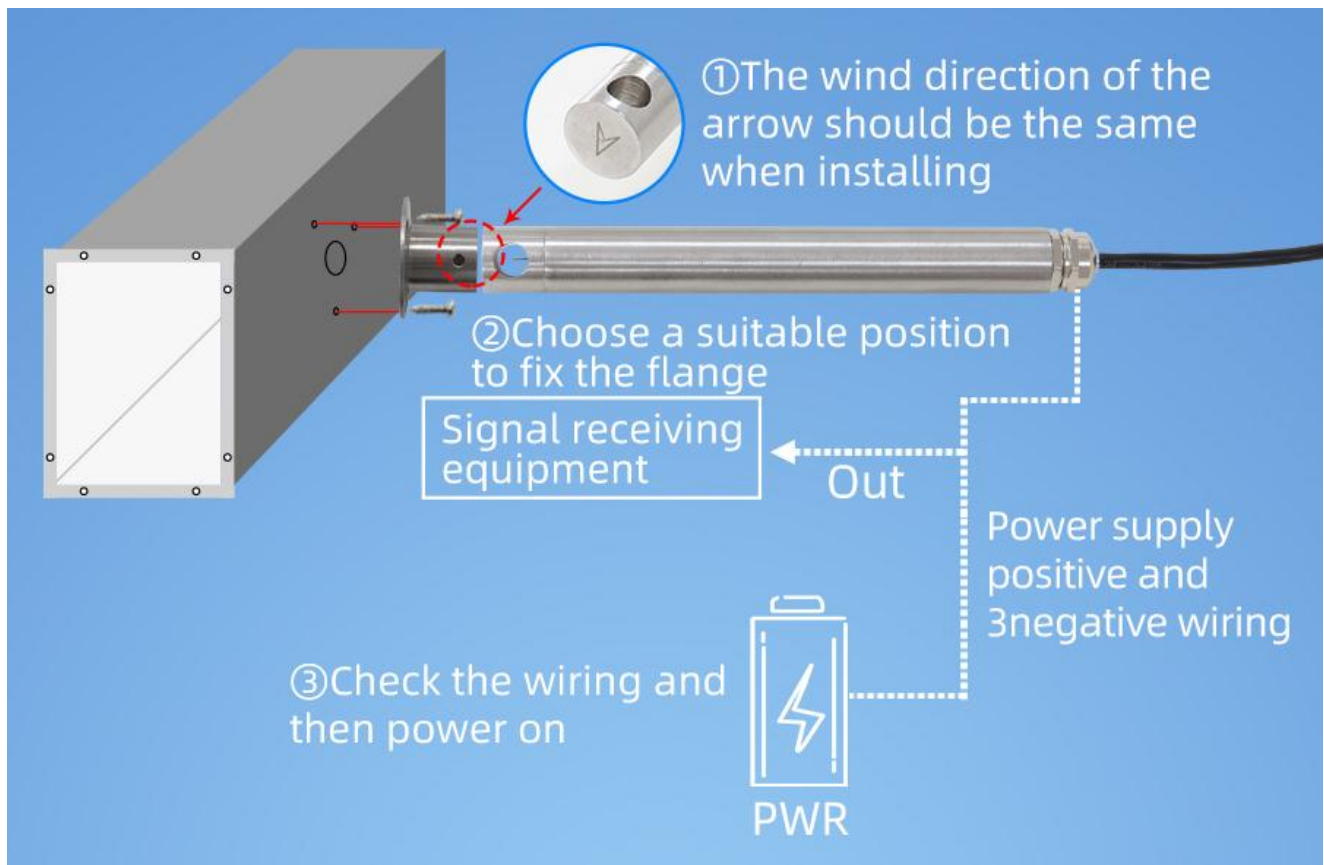 ①The wind direction of the
arrow should be the same
when installing
②Choose a suitable position
to fix the flange
Signal receiving
equipment
Out
Power supply
positive and
3negative wiring
③Check the wiring and
then power on
PWR